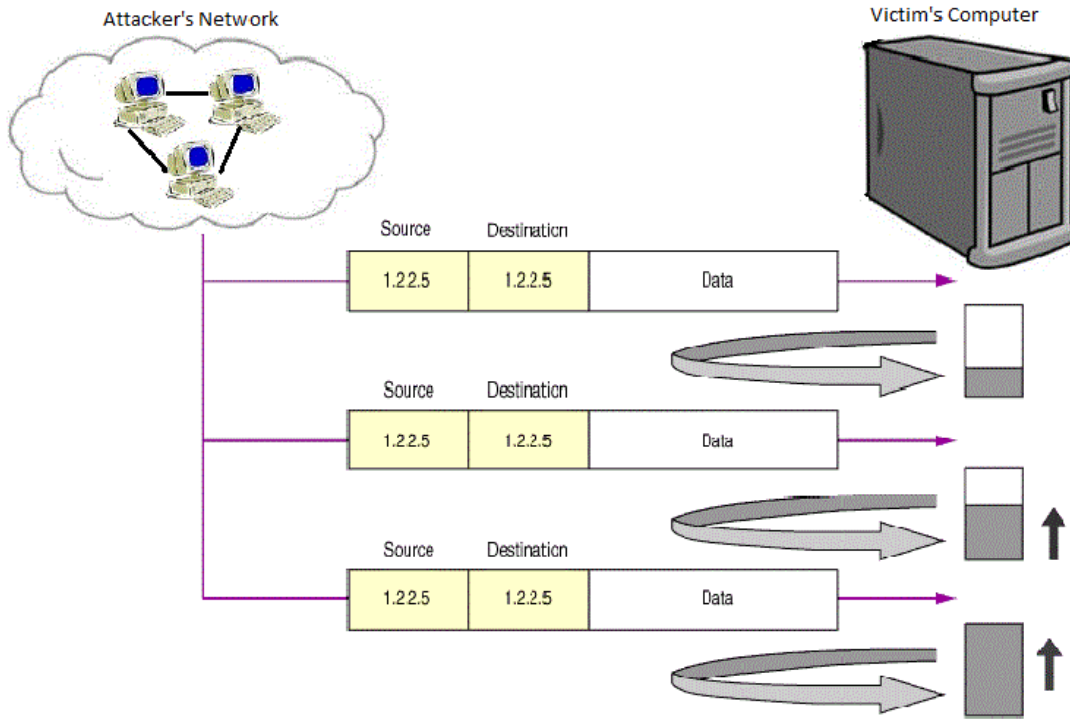 Attacker's Network
Victim's Computer
Source Destination
1.2.2.5 1.2.2.5 Data
Source Destination
1.2.2.5 1.2.2.5 Data
Source Destination
1.2.2.5 1.2.2.5 Data